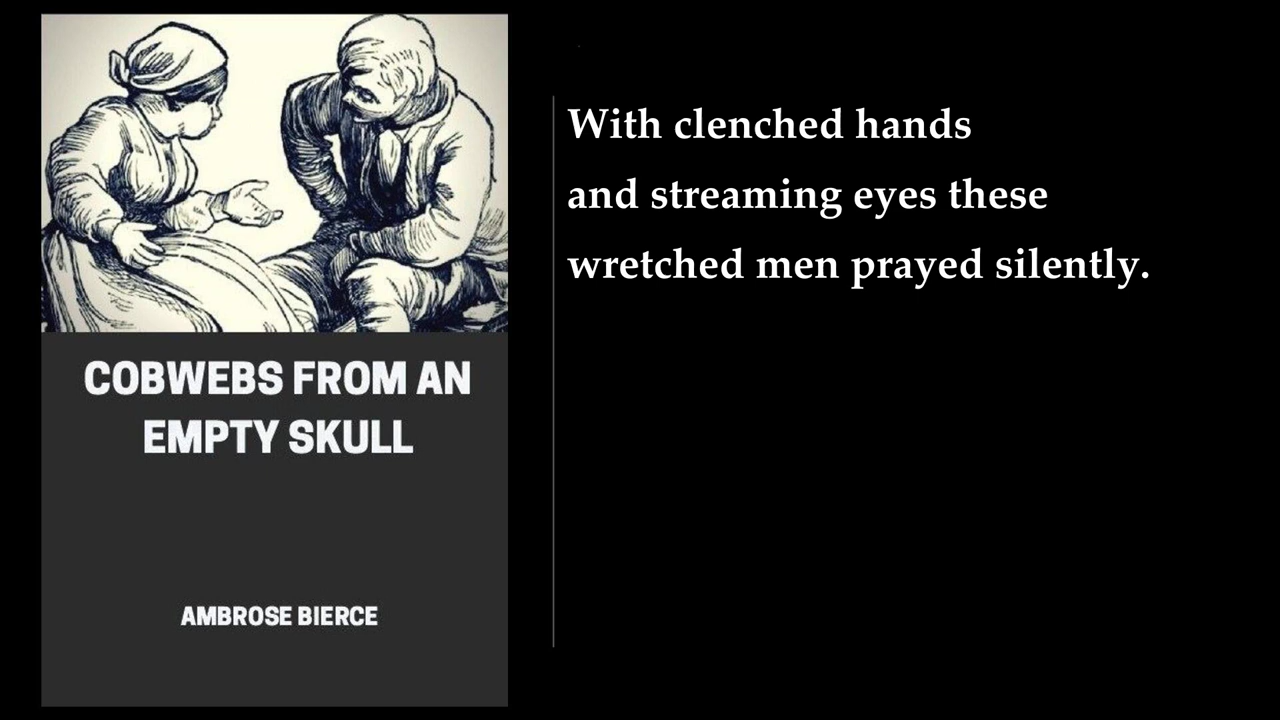 COBWEBS FROM AN
EMPTY SKULL
AMBROSE BIERCE
With clenched hands
and streaming eyes these
wretched men prayed silently.